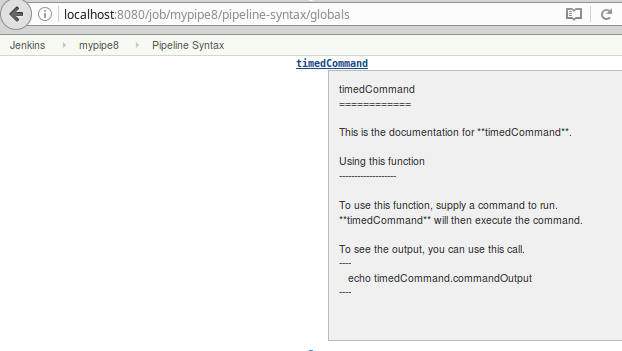 localhost:8080/job/mypipe8/pipeline-syntax/globals
Jenkins mypipe8 Pipeline Syntax
timedCommand
timedCommand
============
This is the documentation for **timedCommand**.
Using this function
-------------------
To use this function, supply a command to run.
**timedCommand** will then execute the command.
To see the output, you can use this call.
----
echo timedCommand.commandOutput
----